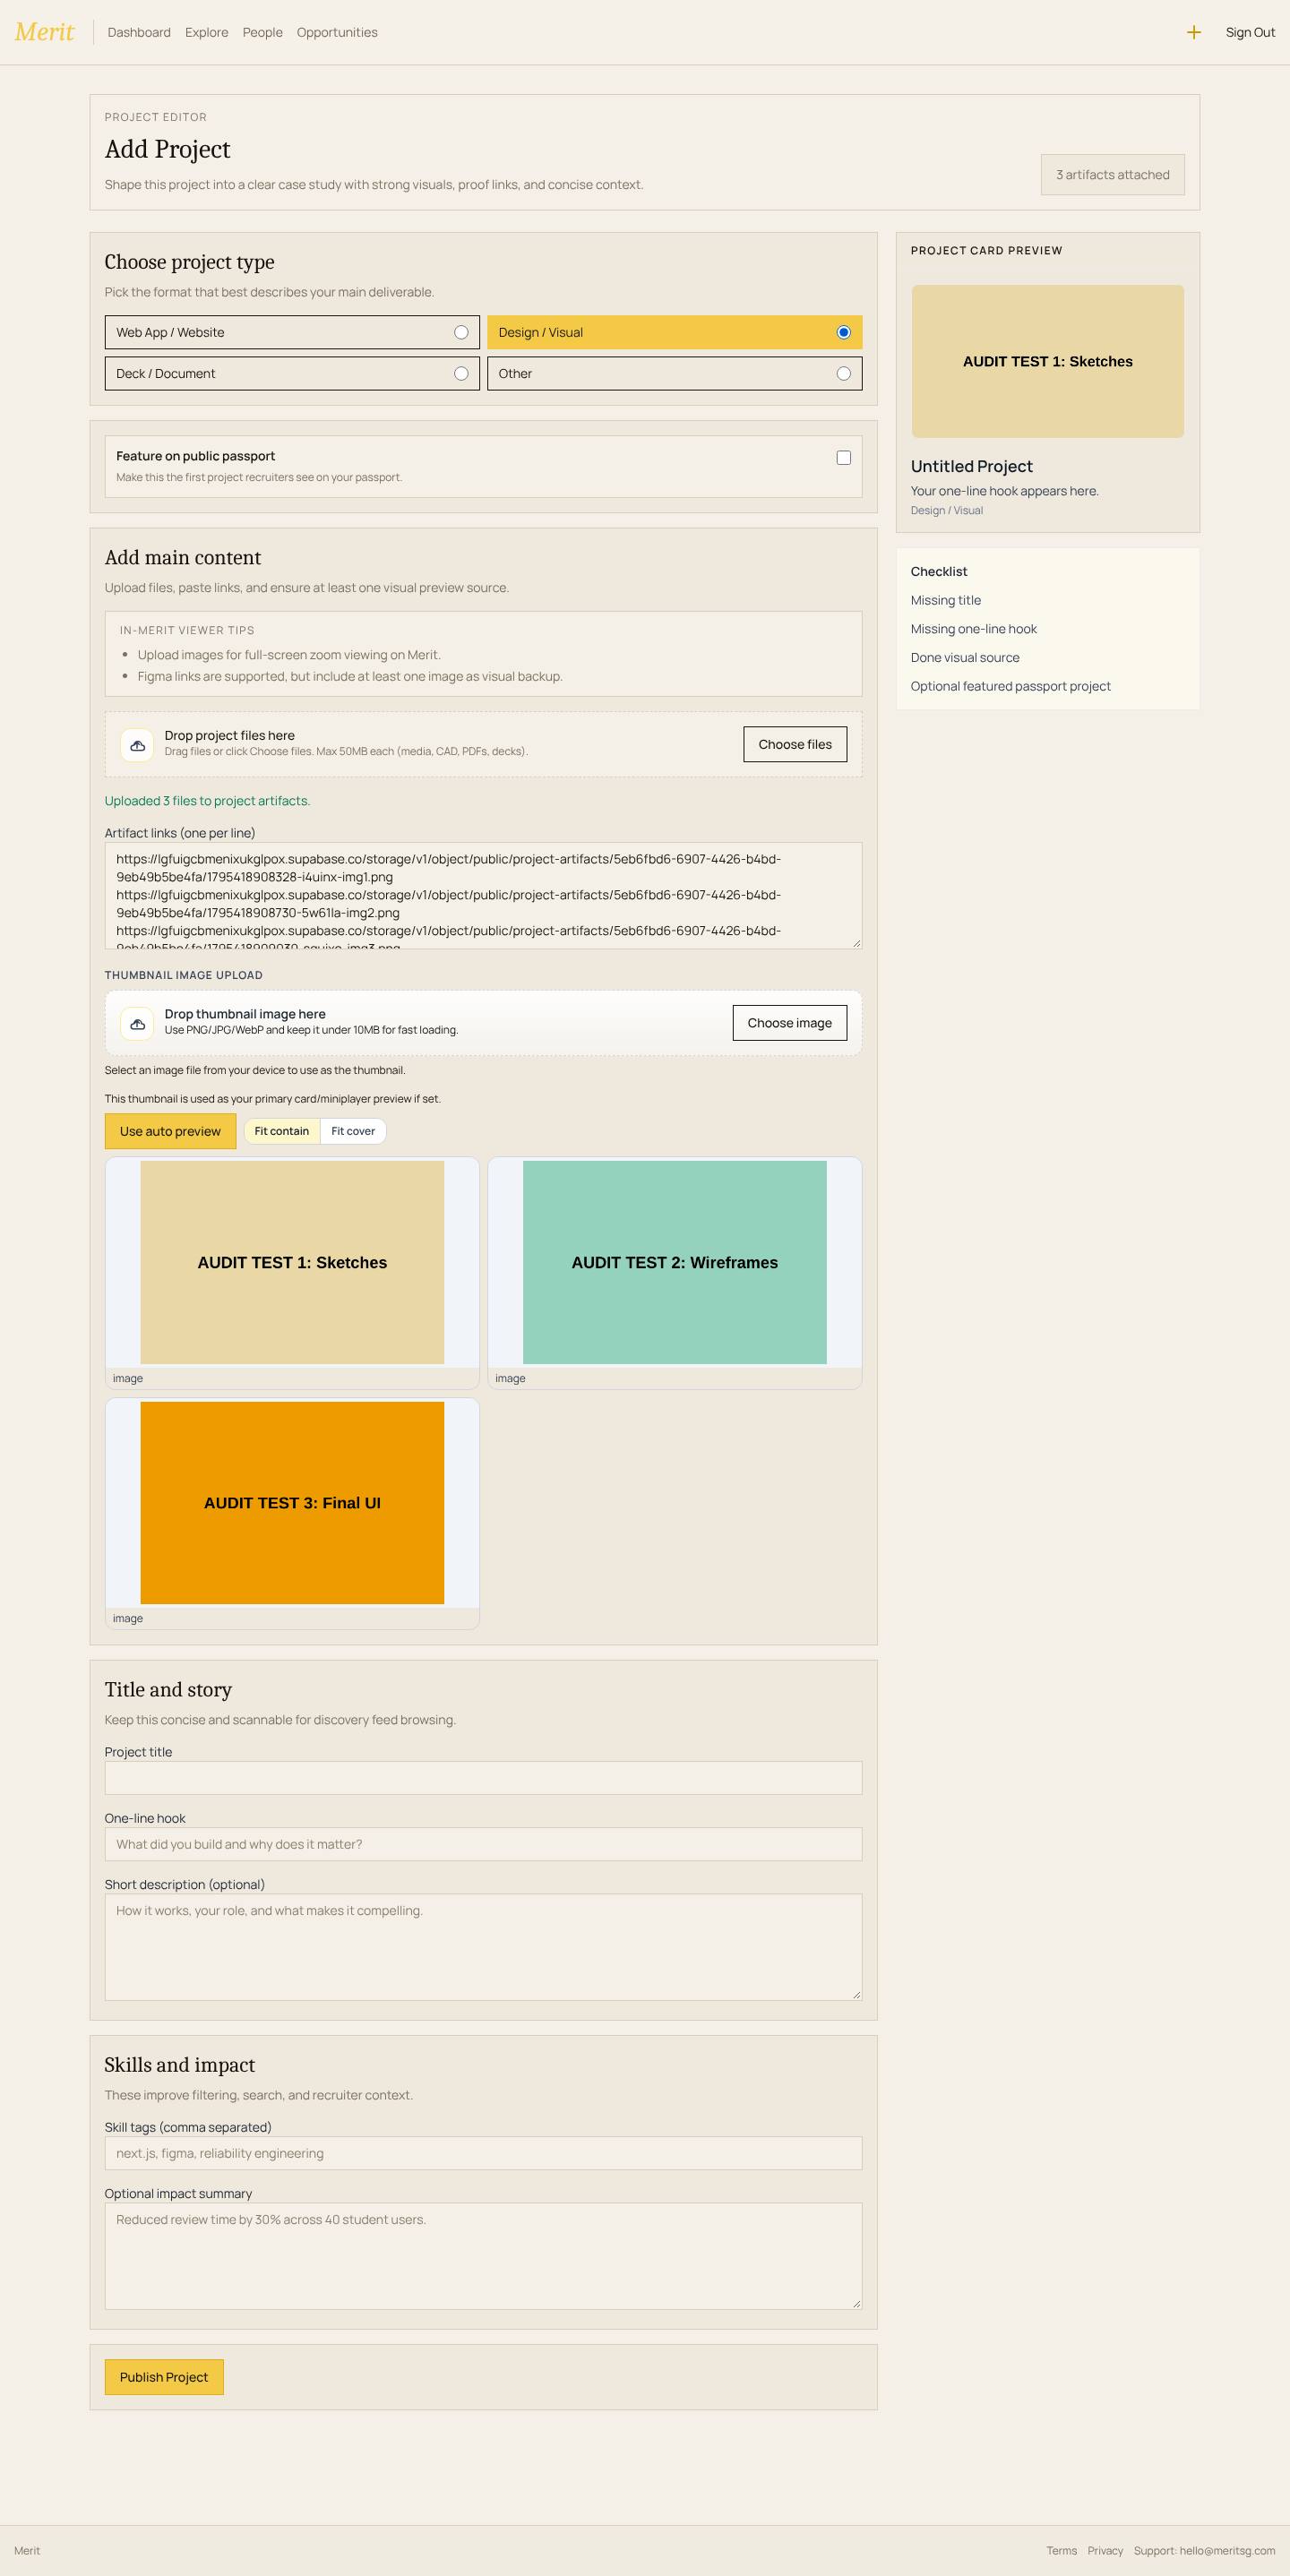 Merit
Dashboard
Explore
People
Opportunities
+
Sign Out
PROJECT EDITOR
Add Project
Shape this project into a clear case study with strong visuals, proof links, and concise context.
3 artifacts attached
Choose project type
Pick the format that best describes your main deliverable.
Web App / Website
Design / Visual
Deck / Document
Other
Feature on public passport
Make this the first project recruiters see on your passport.
Add main content
Upload files, paste links, and ensure at least one visual preview source.
IN-MERIT VIEWER TIPS
Upload images for full-screen zoom viewing on Merit.
Figma links are supported, but include at least one image as visual backup.
Drop project files here
Drag files or click Choose files. Max 50MB each (media, CAD, PDFs, decks).
Choose files
Uploaded 3 files to project artifacts.
Artifact links (one per line)
https://lgfuigcbmenixukglpox.supabase.co/storage/v1/object/public/project-artifacts/5eb6fbd6-6907-4426-b4bd-
9eb49b5be4fa/1795418908328-i4uinx-img1.png
https://lgfuigcbmenixukglpox.supabase.co/storage/v1/object/public/project-artifacts/5eb6fbd6-6907-4426-b4bd-
9eb49b5be4fa/1795418908730-5w61la-img2.png
https://lgfuigcbmenixukglpox.supabase.co/storage/v1/object/public/project-artifacts/5eb6fbd6-6907-4426-b4bd-
THUMBNAIL IMAGE UPLOAD
Drop thumbnail image here
Use PNG/JPG/WebP and keep it under 10MB for fast loading.
Choose image
Select an image file from your device to use as the thumbnail.
This thumbnail is used as your primary card/miniplayer preview if set.
Use auto preview
Fit contain
Fit cover
AUDIT TEST 1: Sketches
image
AUDIT TEST 2: Wireframes
image
AUDIT TEST 3: Final UI
image
Title and story
Keep this concise and scannable for discovery feed browsing.
Project title
One-line hook
What did you build and why does it matter?
Short description (optional)
How it works, your role, and what makes it compelling.
Skills and impact
These improve filtering, search, and recruiter context.
Skill tags (comma separated)
next.js, figma, reliability engineering
Optional impact summary
Reduced review time by 30% across 40 student users.
Publish Project
PROJECT CARD PREVIEW
AUDIT TEST 1: Sketches
Untitled Project
Your one-line hook appears here.
Design / Visual
Checklist
Missing title
Missing one-line hook
Done visual source
Optional featured passport project
Merit
Terms
Privacy
Support: hello@meritsg.com